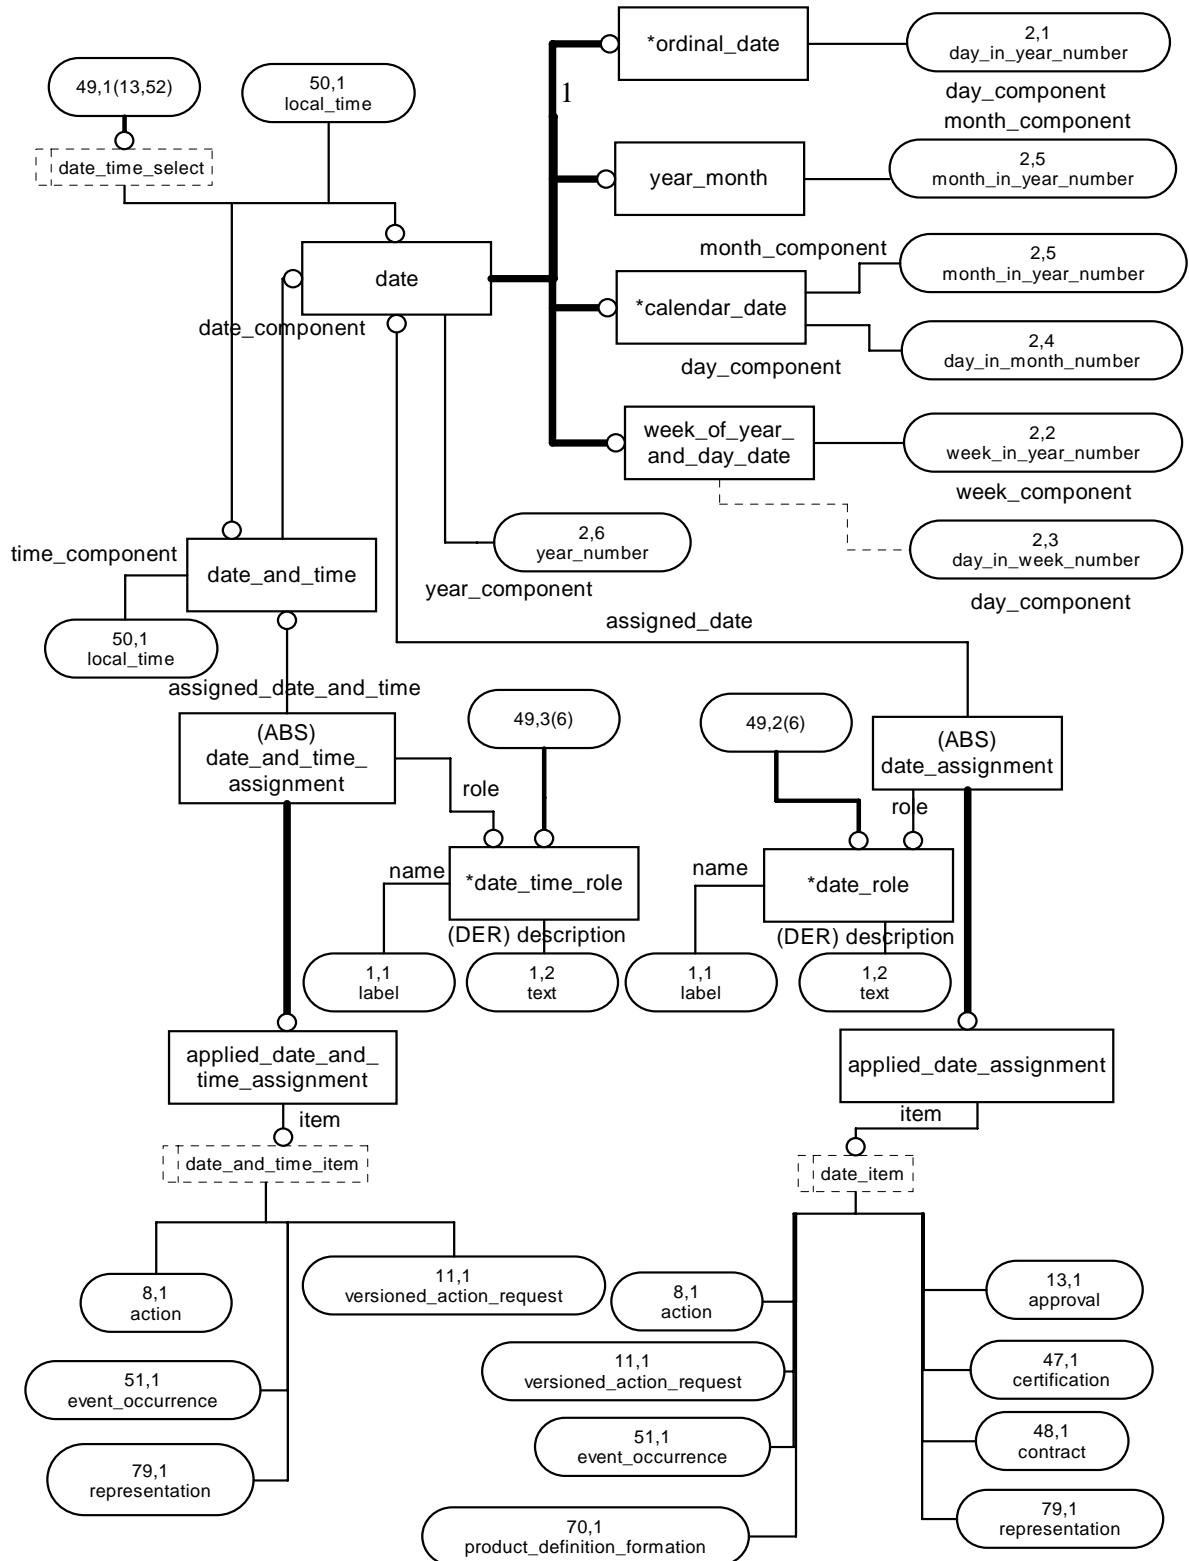 *ordinal_date
2,1
day_in_year_number
49,1(13,52)
50,1
local_time
1
day_component
month_component
date_time_select
year_month
2,5
month_in_year_number
month_component
date
2,5
month_in_year_number
*calendar_date
date_component
2,4
day_in_month_number
day_component
week_of_year_
and_day_date
2,2
week_in_year_number
week_component
2,6
year_number
2,3
day_in_week_number
time_component
date_and_time
year_component
day_component
assigned_date
50,1
local_time
assigned_date_and_time
49,3(6)
49,2(6)
(ABS)
date_and_time_
assignment
(ABS)
date_assignment
role
role
name
*date_time_role
name
*date_role
(DER) description
(DER) description
1,1
label
1,2
text
1,1
label
1,2
text
applied_date_and_
time_assignment
applied_date_assignment
item
item
date_and_time_item
date_item
11,1
versioned_action_request
8,1
action
8,1
action
13,1
approval
11,1
versioned_action_request
47,1
certification
51,1
event_occurrence
51,1
event_occurrence
48,1
contract
79,1
representation
70,1
product_definition_formation
79,1
representation